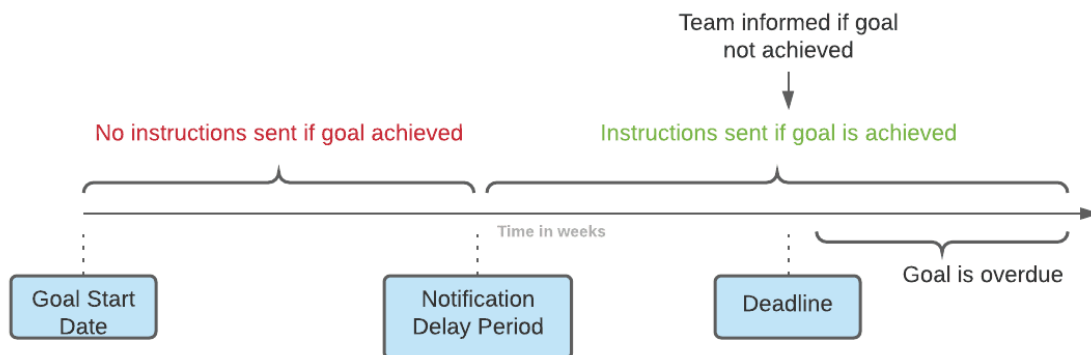 Team informed if goal
not achieved
No instructions sent if goal achieved
Instructions sent if goal is achieved
Time in weeks
Goal is overdue
Goal Start
Date
Notification
Delay Period
Deadline